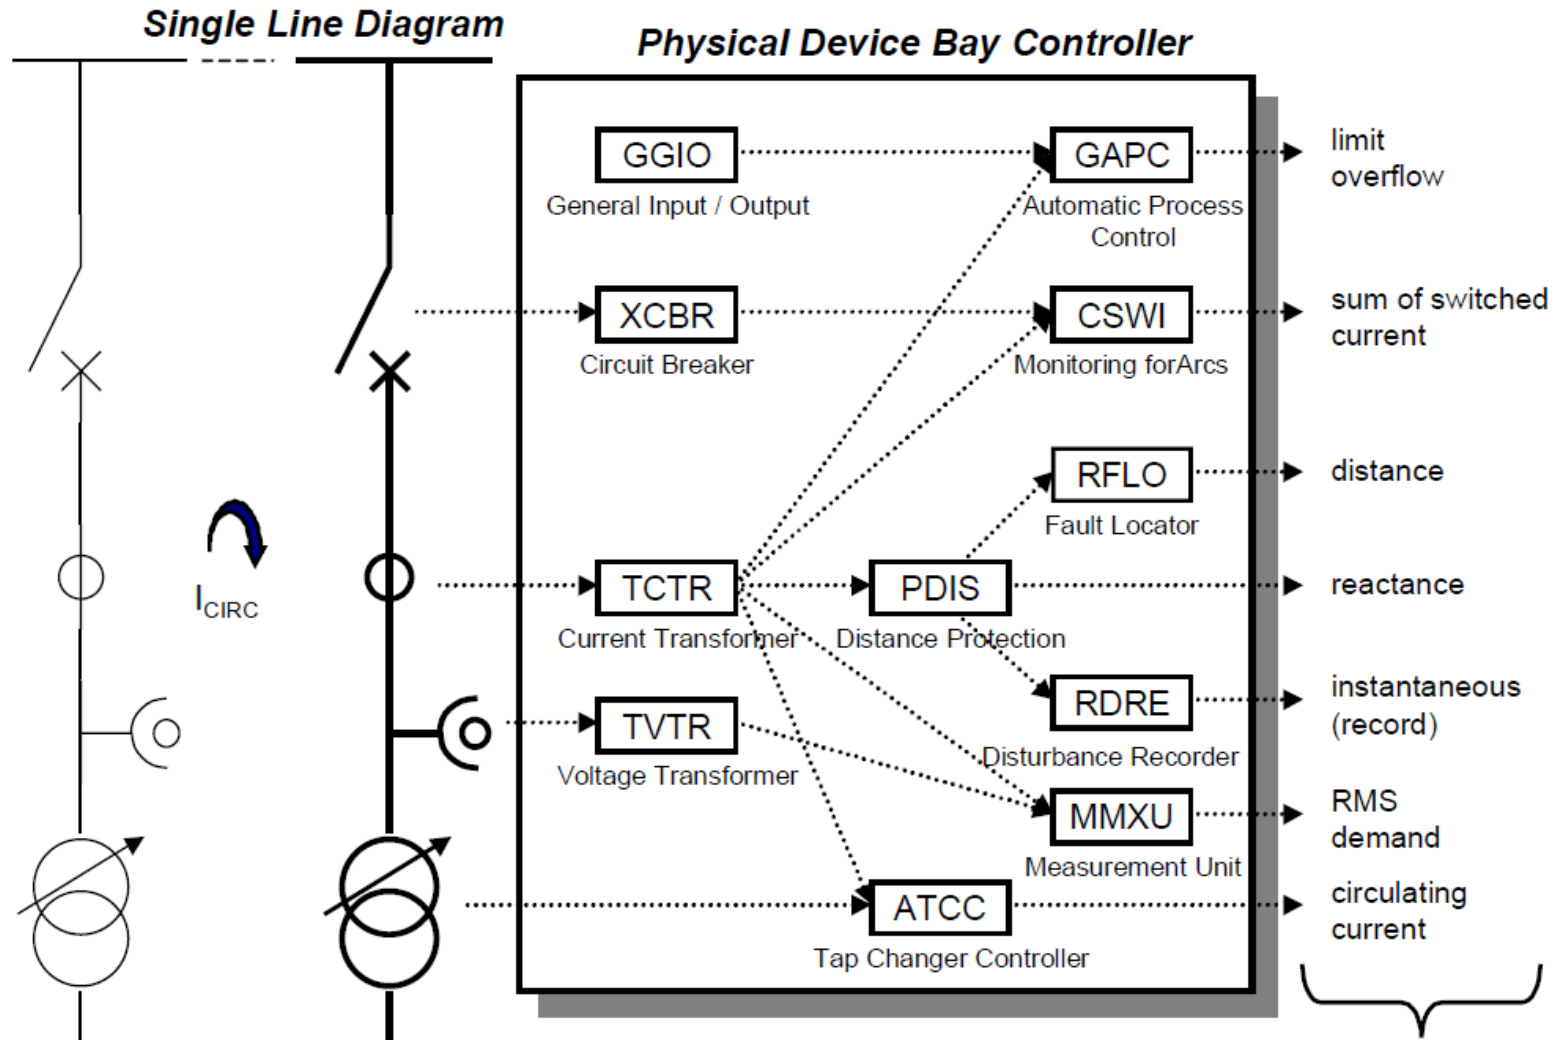 Single Line Diagram
Physical Device Bay Controller
GGIO
General Input / Output
GAPC
Automatic Process
Control
limit
overflow
XCBR
Circuit Breaker
CSWI
Monitoring forArcs
sum of switched
current
RFLO
Fault Locator
distance
ICIRC
TCTR
Current Transformer
PDIS
Distance Protection
reactance
TVTR
Voltage Transformer
RDRE
Disturbance Recorder
instantaneous
(record)
MMXU
Measurement Unit
RMS
demand
ATCC
Tap Changer Controller
circulating
current